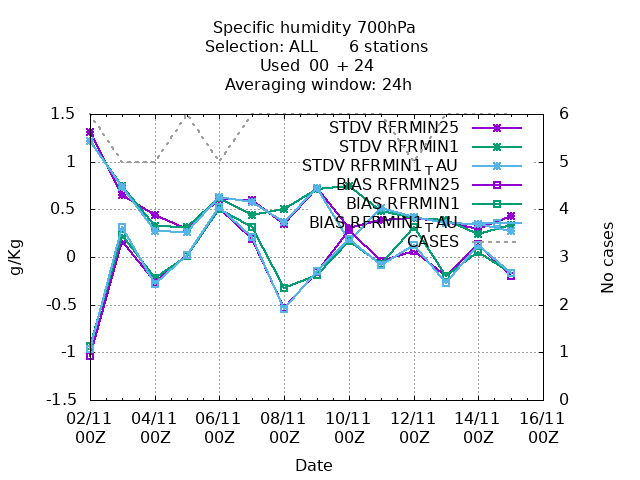 Specific humidity 700hPa
Selection: ALL 6 stations
Used 00 + 24
Averaging window: 24h
1.5 6
STDV RFRMIN25
STDV RFRMIN1
1 5
STDV RFRMIN1_TAU
BIAS RFRMIN25
BIAS RFRMIN1
0.5 4
BIAS RFRMIN1_TAU
CASES
g/Kg
0 3
No cases
-0.5 2
-1 1
-1.5 0
02/11 04/11 06/11 08/11 10/11 12/11 14/11 16/11
00Z 00Z 00Z 00Z 00Z 00Z 00Z 00Z
Date